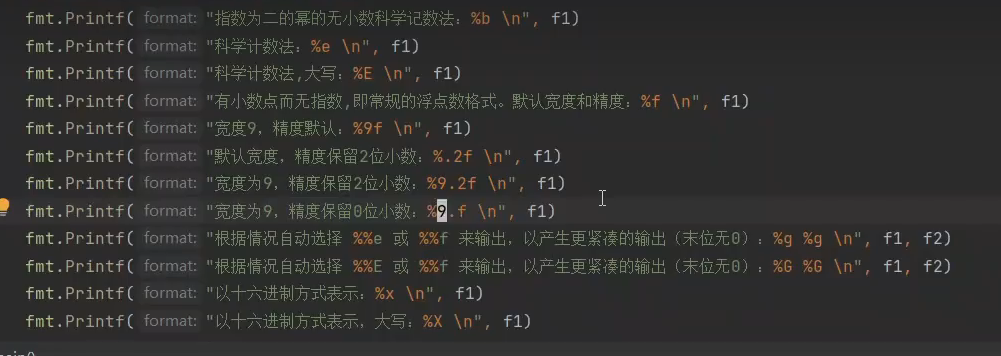 fmt.Printf( format: "指数为二的幂的无小数科学记数法：%b \n", f1)
fmt.Printf( format: "科学计数法：%e \n", f1)
fmt.Printf( format: "科学计数法,大写：%E \n", f1)
fmt.Printf( format: "有小数点而无指数,即常规的浮点数格式。默认宽度和精度：%f \n", f1)
fmt.Printf( format: "宽度9，精度默认：%9f \n", f1)
fmt.Printf( format: "默认宽度，精度保留2位小数：%.2f \n", f1)
fmt.Printf( format: "宽度为9，精度保留2位小数：%9.2f \n", f1)
fmt.Printf( format: "宽度为9，精度保留0位小数：%9.f \n", f1)
fmt.Printf( format: "根据情况自动选择 %%e 或 %%f 来输出，以产生更紧凑的输出（末位无0）：%g %g \n", f1, f2)
fmt.Printf( format: "根据情况自动选择 %%E 或 %%f 来输出，以产生更紧凑的输出（末位无0）：%G %G \n", f1, f2)
fmt.Printf( format: "以十六进制方式表示：%x \n", f1)
fmt.Printf( format: "以十六进制方式表示，大写：%X \n", f1)